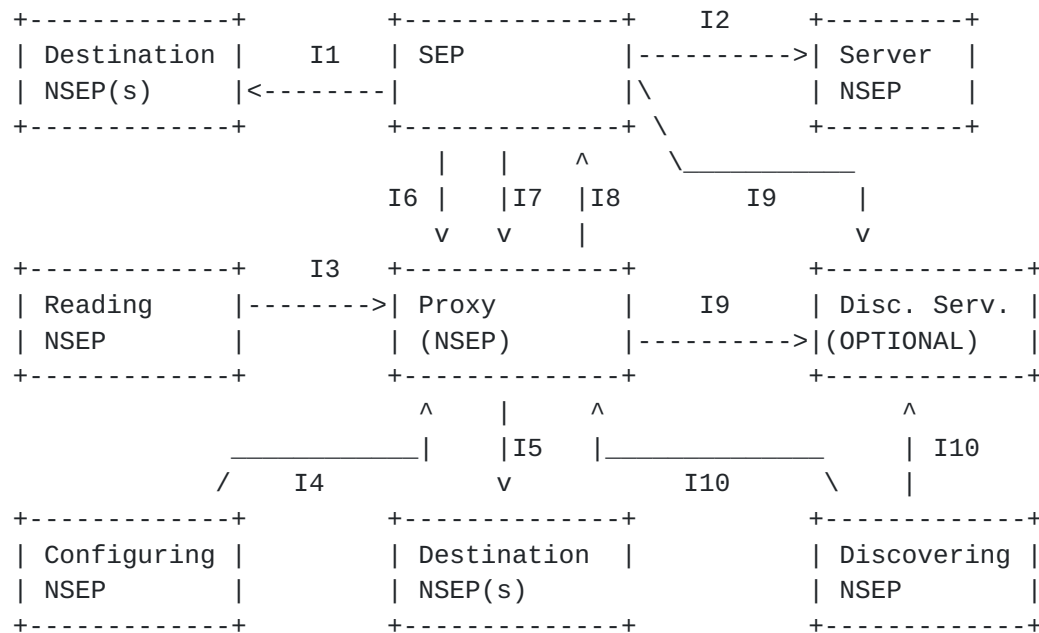 I2
Destination I1 SEP Server
NSEP(s) NSEP
I6 I7 I8 I9
I3
Reading Proxy I9 Disc. Serv.
NSEP (NSEP) (OPTIONAL)
I5 I10
I4 I10
Configuring Destination Discovering
NSEP NSEP(s) NSEP